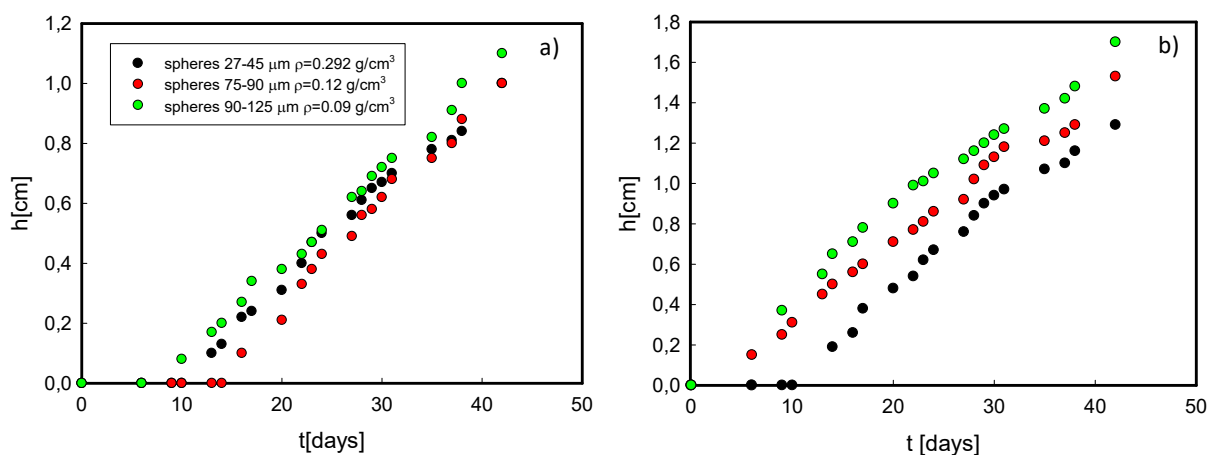 a)
1,2
1,0
0,8
0,6
0,4
0,2
0,0
h[cm]
spheres 27-45 μm ρ=0.292 g/cm³
spheres 75-90 μm ρ=0.12 g/cm³
spheres 90-125 μm ρ=0.09 g/cm³
0 10 20 30 40 50
t[days]
b)
1,8
1,6
1,4
1,2
1,0
0,8
0,6
0,4
0,2
0,0
h[cm]
0 10 20 30 40 50
t [days]